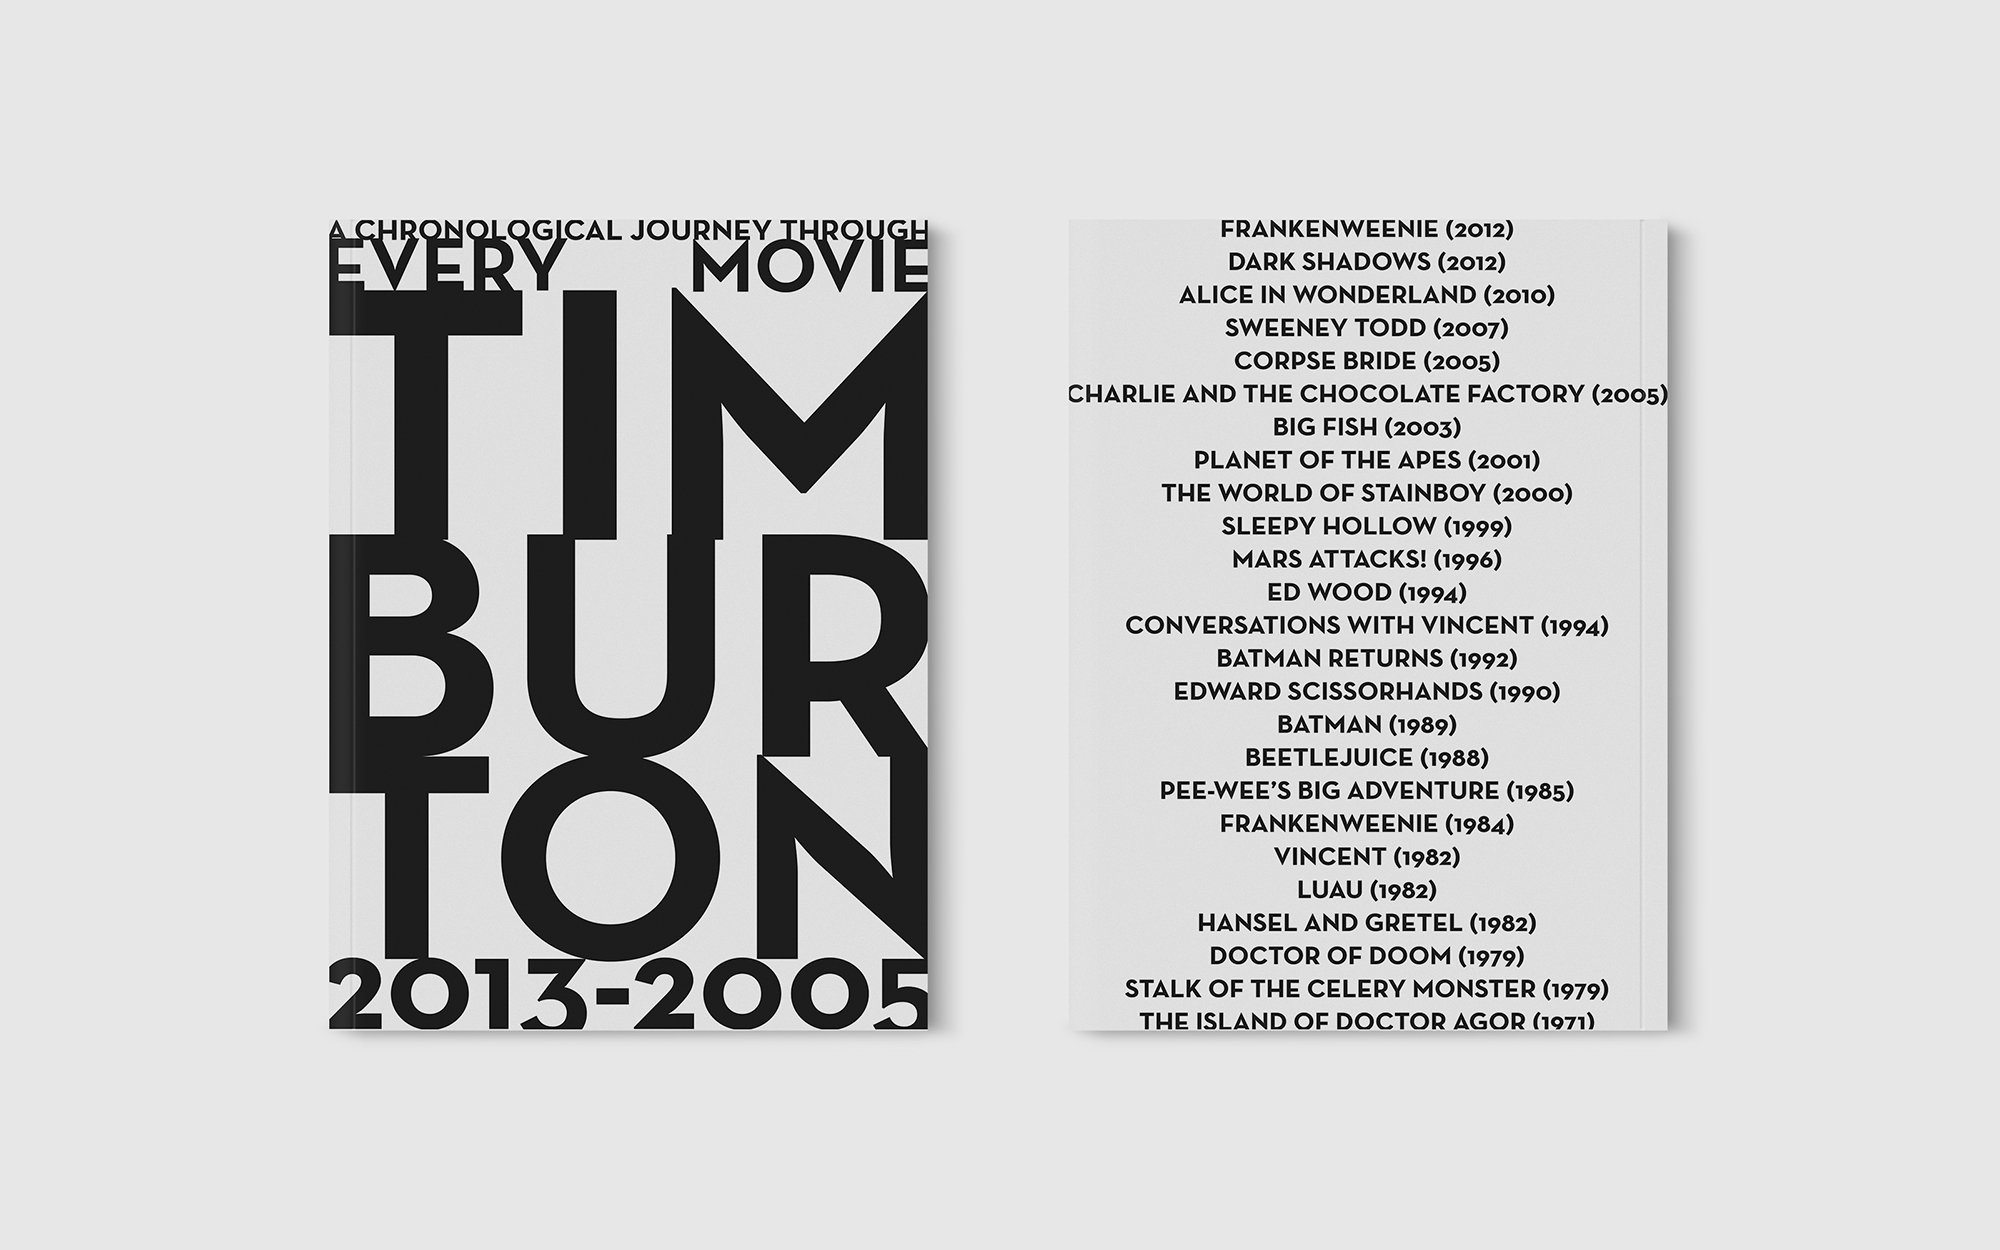 A CHRONOLOGICAL JOURNEY THROUGH
EVERY MOVIE
TIM
BUR
TON
2013-2005
FRANKENWEENIE (2012)
DARK SHADOWS (2012)
ALICE IN WONDERLAND (2010)
SWEENEY TODD (2007)
CORPSE BRIDE (2005)
CHARLIE AND THE CHOCOLATE FACTORY (2005)
BIG FISH (2003)
PLANET OF THE APES (2001)
THE WORLD OF STAINBOY (2000)
SLEEPY HOLLOW (1999)
MARS ATTACKS! (1996)
ED WOOD (1994)
CONVERSATIONS WITH VINCENT (1994)
BATMAN RETURNS (1992)
EDWARD SCISSORHANDS (1990)
BATMAN (1989)
BEETLEJUICE (1988)
PEE-WEE’S BIG ADVENTURE (1985)
FRANKENWEENIE (1984)
VINCENT (1982)
LUAU (1982)
HANSEL AND GRETEL (1982)
DOCTOR OF DOOM (1979)
STALK OF THE CELERY MONSTER (1979)
THE ISLAND OF DOCTOR AGOR (1971)